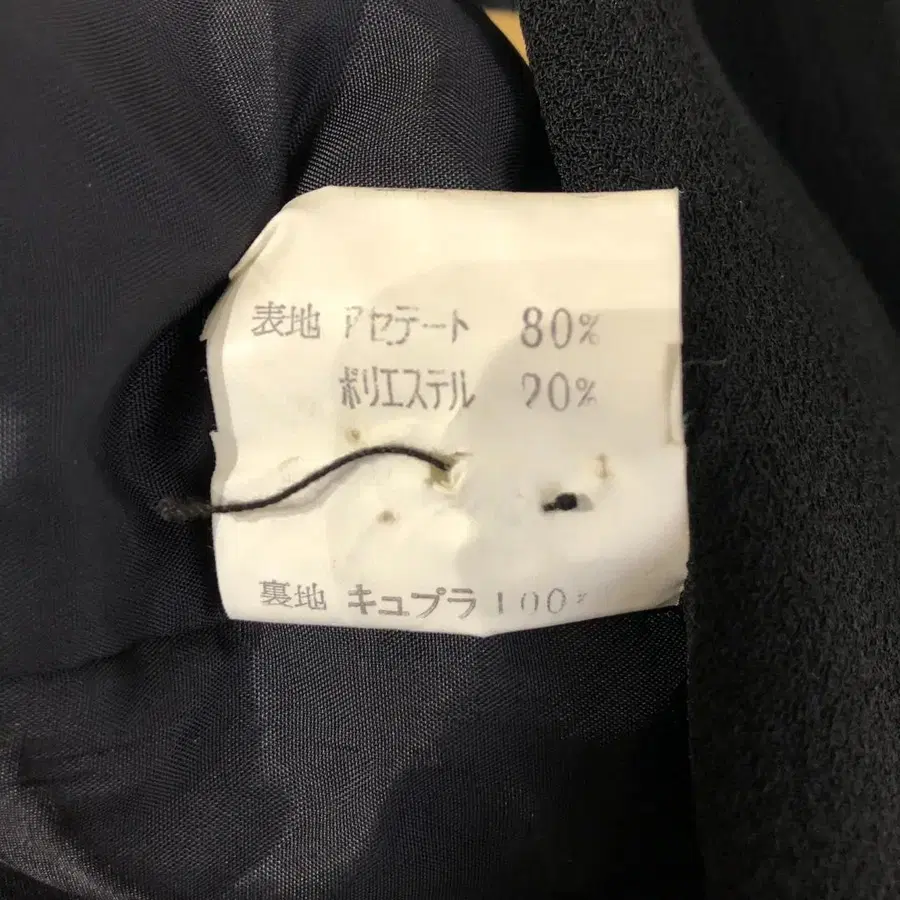 表地 アセテート 80%
ポリエステル 20%
裏地 キュプラ 100%